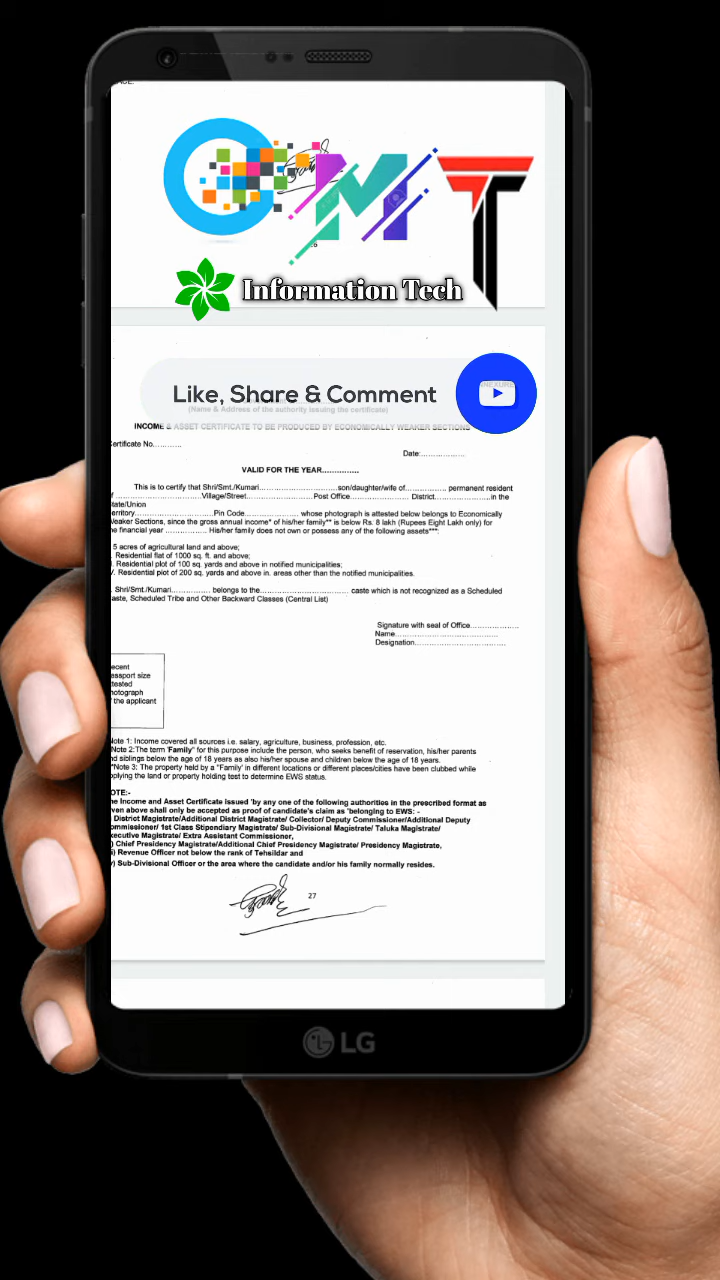 OMT
Information Tech
Like, Share & Comment
(Name & Address of the authority issuing the certificate)
INCOME & ASSET CERTIFICATE TO BE PRODUCED BY ECONOMICALLY WEAKER SECTIONS
ertificate No...........
Date:.................
VALID FOR THE YEAR..............
This is to certify that Shri/Smt./Kumari..............................son/daughter/wife of................, permanent resident
f ................................Village/Street........................Post Office........................ District......................in the
tate/Union
erritory..............................Pin Code................. whose photograph is attested below belongs to Economically
Weaker Sections, since the gross annual income* of his/her family** is below Rs. 8 lakh (Rupees Eight Lakh only) for
he financial year ................ His/her family does not own or possess any of the following assets***:
5 acres of agricultural land and above;
. Residential flat of 1000 sq. ft. and above;
I. Residential plot of 100 sq. yards and above in notified municipalities;
V. Residential plot of 200 sq. yards and above in. areas other than the notified municipalities.
. Shri/Smt./Kumari..................... belongs to the................................... caste which is not recognized as a Scheduled
aste, Scheduled Tribe and Other Backward Classes (Central List)
Signature with seal of Office...................
Name..................................................
Designation..........................................
ecent
assport size
ttested
hotograph
f the applicant
Note 1: Income covered all sources i.e. salary, agriculture, business, profession, etc.
*Note 2:The term 'Family" for this purpose include the person, who seeks benefit of reservation, his/her parents
nd siblings below the age of 18 years as also his/her spouse and children below the age of 18 years.
**Note 3: The property held by a "Family' in different locations or different places/cities have been clubbed while
pplying the land or property holding test to determine EWS status.
NOTE:-
he Income and Asset Certificate issued 'by any one of the following authorities in the prescribed format as
iven above shall only be accepted as proof of candidate's claim as 'belonging to EWS: -
) District Magistrate/Additional District Magistrate/ Collector/ Deputy Commissioner/Additional Deputy
ommissioner/ 1st Class Stipendiary Magistrate/ Sub-Divisional Magistrate/ Taluka Magistrate/
xecutive Magistrate/ Extra Assistant Commissioner,
i) Chief Presidency Magistrate/Additional Chief Presidency Magistrate/ Presidency Magistrate,
ii) Revenue Officer not below the rank of Tehsildar and
v) Sub-Divisional Officer or the area where the candidate and/or his family normally resides.
27
LG